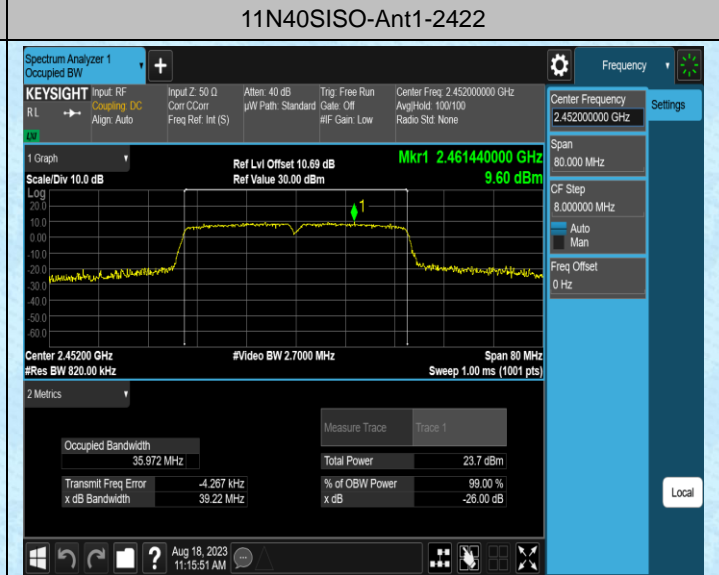 11N40SISO-Ant1-2422
Spectrum Analyzer 1
Occupied BW
Frequency
KEYSIGHT
RL
Input: RF
Coupling: DC
Align: Auto
Input Z: 50 Ω
Corr CCorr
Freq Ref: Int (S)
Atten: 40 dB
µW Path: Standard
Trig: Free Run
Gate: Off
#IF Gain: Low
Center Freq: 2.452000000 GHz
Avg|Hold: 100/100
Radio Std: None
LXI
1 Graph
Scale/Div 10.0 dB
Ref Lvl Offset 10.69 dB
Ref Value 30.00 dBm
Mkr1 2.461440000 GHz
9.60 dBm
Log
20.0
10.0
0.00
-10.0
-20.0
-30.0
-40.0
-50.0
-60.0
1
Center 2.45200 GHz
#Video BW 2.7000 MHz
Span 80 MHz
#Res BW 820.00 kHz
Sweep 1.00 ms (1001 pts)
2 Metrics
Measure Trace Trace 1
Occupied Bandwidth
35.972 MHz
Total Power 23.7 dBm
Transmit Freq Error -4.267 kHz
% of OBW Power 99.00 %
x dB Bandwidth 39.22 MHz
x dB -26.00 dB
Center Frequency
2.452000000 GHz
Settings
Span
80.000 MHz
CF Step
8.000000 MHz
Auto
Man
Freq Offset
0 Hz
Local
Aug 18, 2023
11:15:51 AM